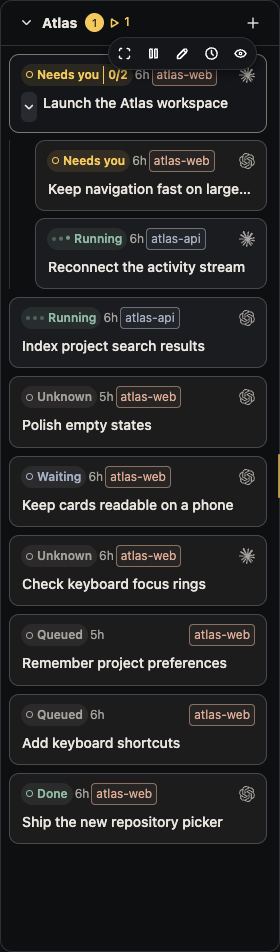 Atlas 1 1
Needs you 0/2 6h atlas-web
Launch the Atlas workspace
Needs you 6h atlas-web
Keep navigation fast on large...
Running 6h atlas-api
Reconnect the activity stream
Running 6h atlas-api
Index project search results
Unknown 5h atlas-web
Polish empty states
Waiting 6h atlas-web
Keep cards readable on a phone
Unknown 6h atlas-web
Check keyboard focus rings
Queued 5h atlas-web
Remember project preferences
Queued 6h atlas-web
Add keyboard shortcuts
Done 6h atlas-web
Ship the new repository picker